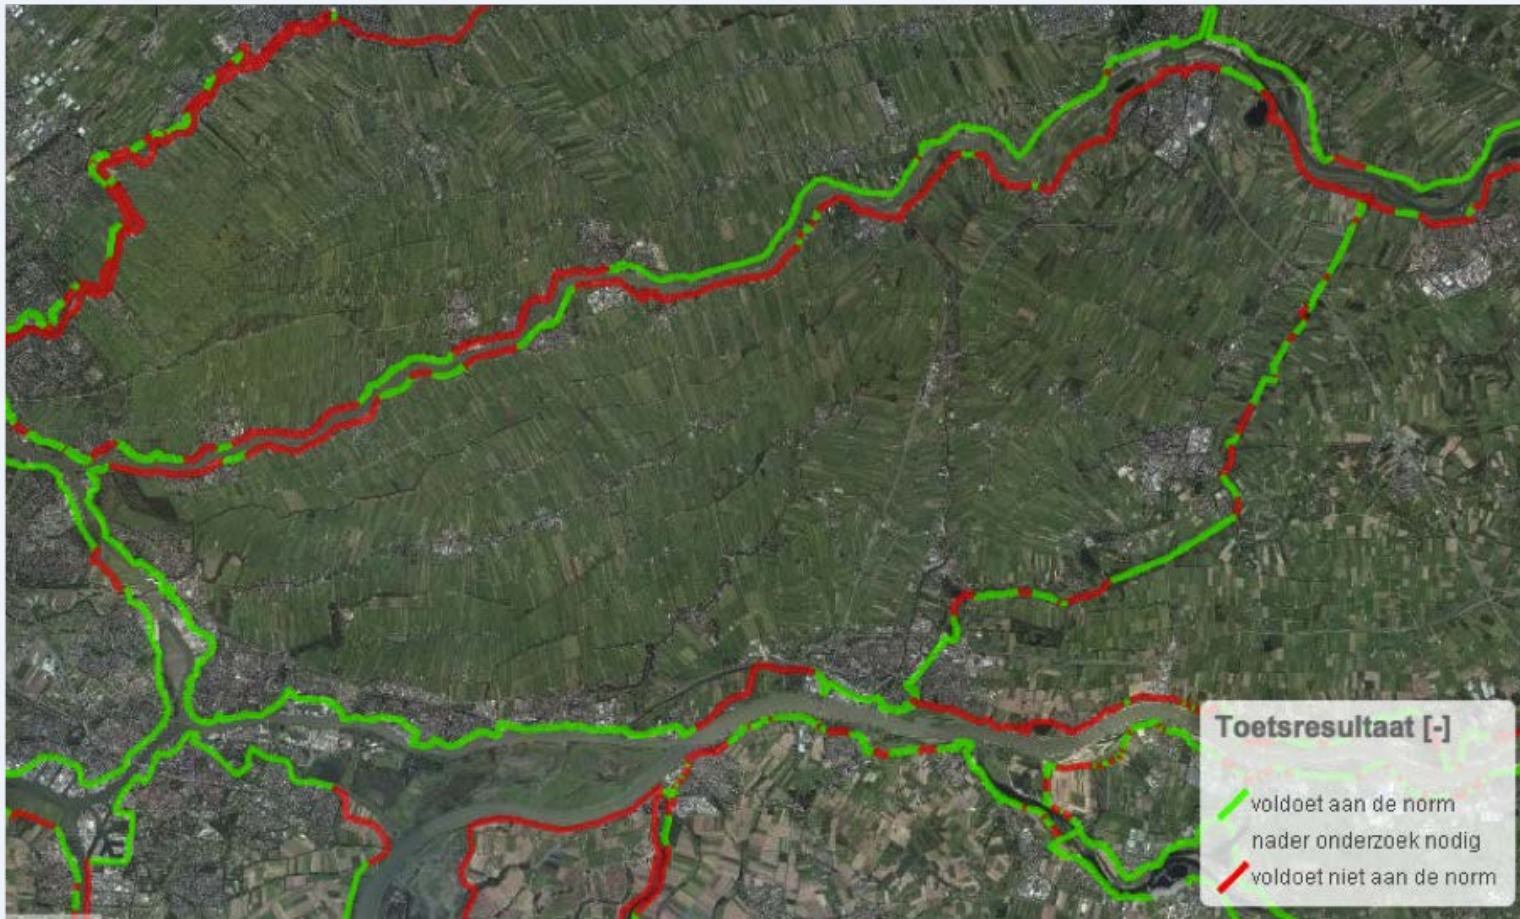 Toetsresultaat [-]
voldoet aan de norm
nader onderzoek nodig
voldoet niet aan de norm